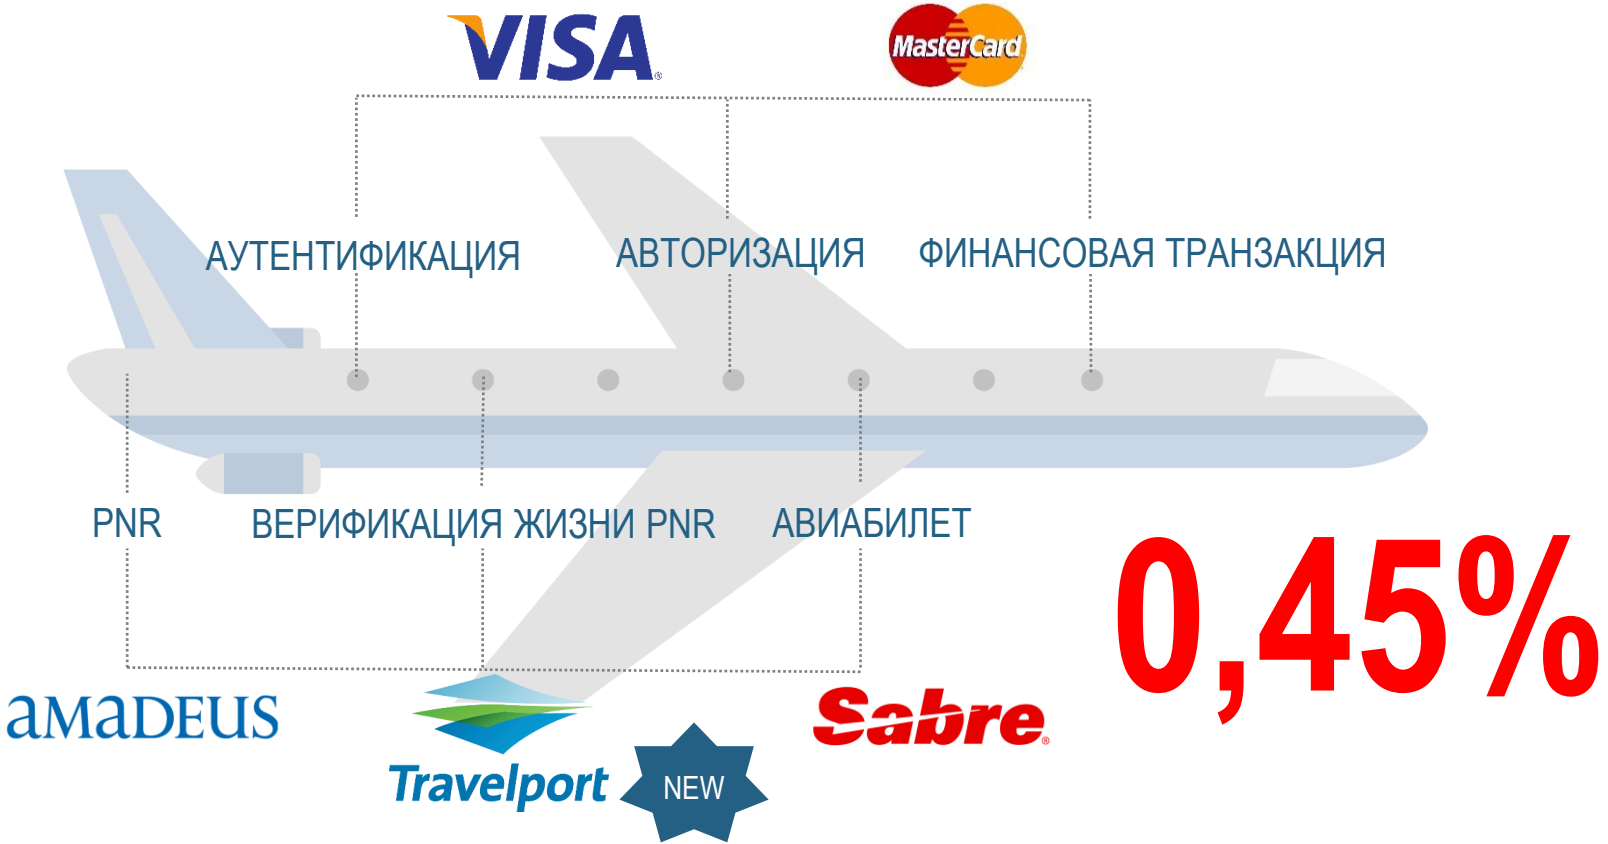 VISA
MasterCard
АУТЕНТИФИКАЦИЯ
АВТОРИЗАЦИЯ
ФИНАНСОВАЯ ТРАНЗАКЦИЯ
PNR
ВЕРИФИКАЦИЯ ЖИЗНИ PNR
АВИАБИЛЕТ
0,45%
amadeus
Travelport
NEW
Sabre